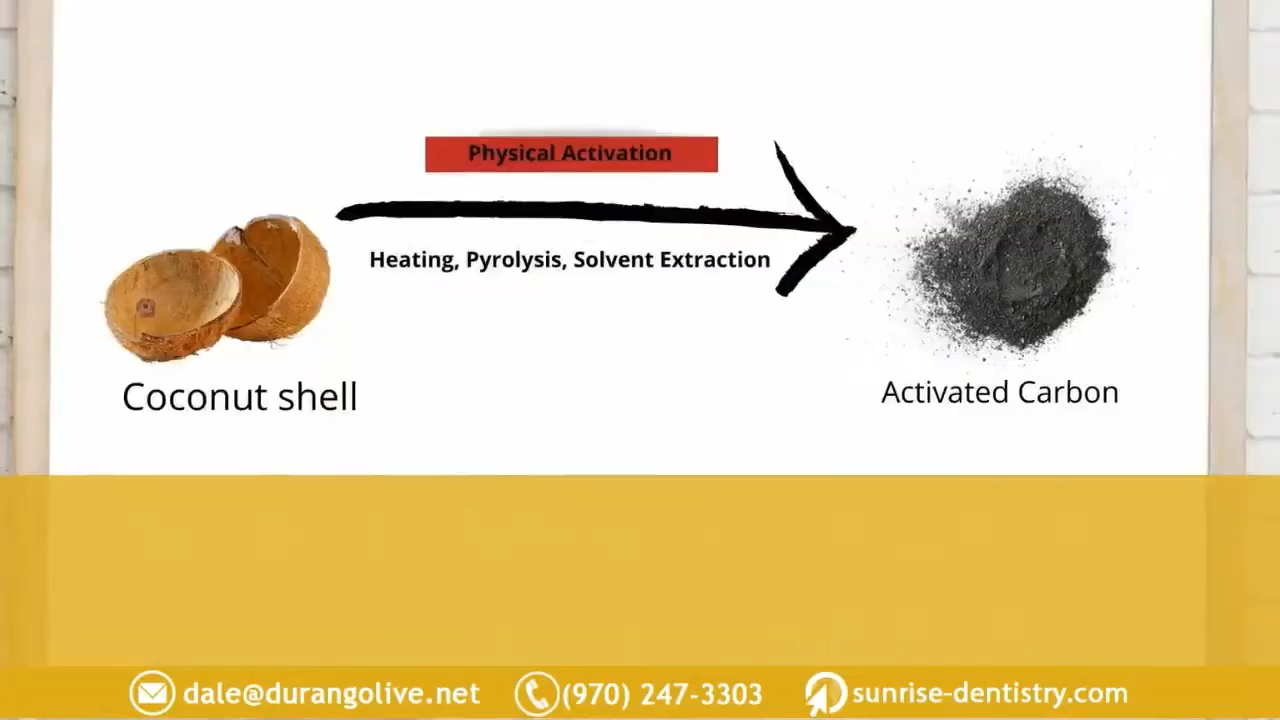 Physical Activation
Heating, Pyrolysis, Solvent Extraction
Coconut shell
Activated Carbon
dale@durangolive.net (970) 247-3303 sunrise-dentistry.com